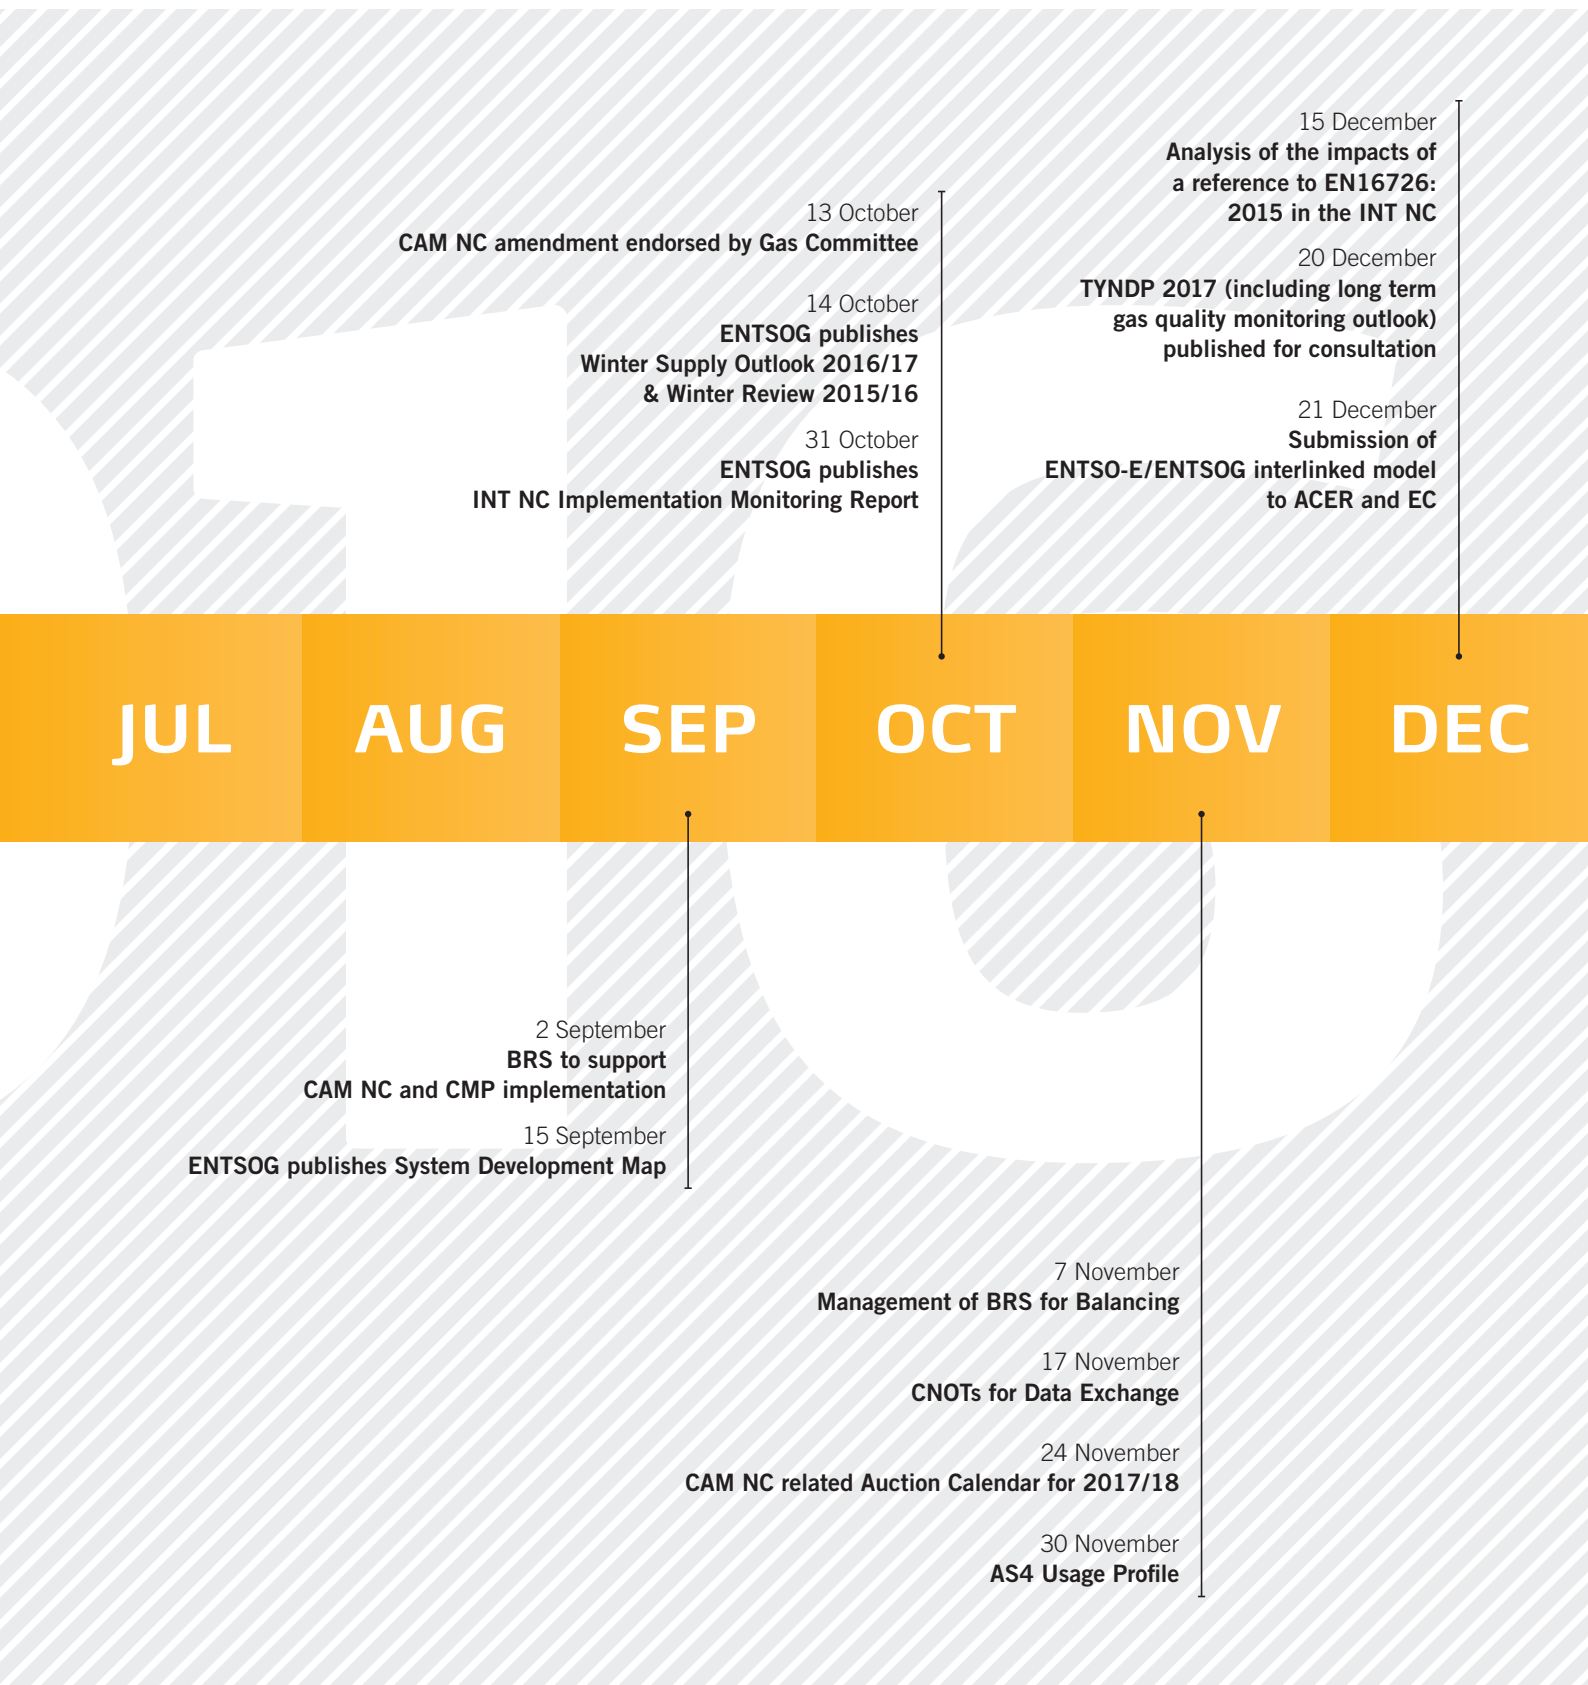 13 October
CAM NC amendment endorsed by Gas Committee
14 October
ENTSOG publishes
Winter Supply Outlook 2016/17
& Winter Review 2015/16
31 October
ENTSOG publishes
INT NC Implementation Monitoring Report
15 December
Analysis of the impacts of
a reference to EN16726:
2015 in the INT NC
20 December
TYNDP 2017 (including long term
gas quality monitoring outlook)
published for consultation
21 December
Submission of
ENTSO-E/ENTSOG interlinked model
to ACER and EC
JUL
AUG
SEP
OCT
NOV
DEC
2 September
BRS to support
CAM NC and CMP implementation
15 September
ENTSOG publishes System Development Map
7 November
Management of BRS for Balancing
17 November
CNOTs for Data Exchange
24 November
CAM NC related Auction Calendar for 2017/18
30 November
AS4 Usage Profile
016